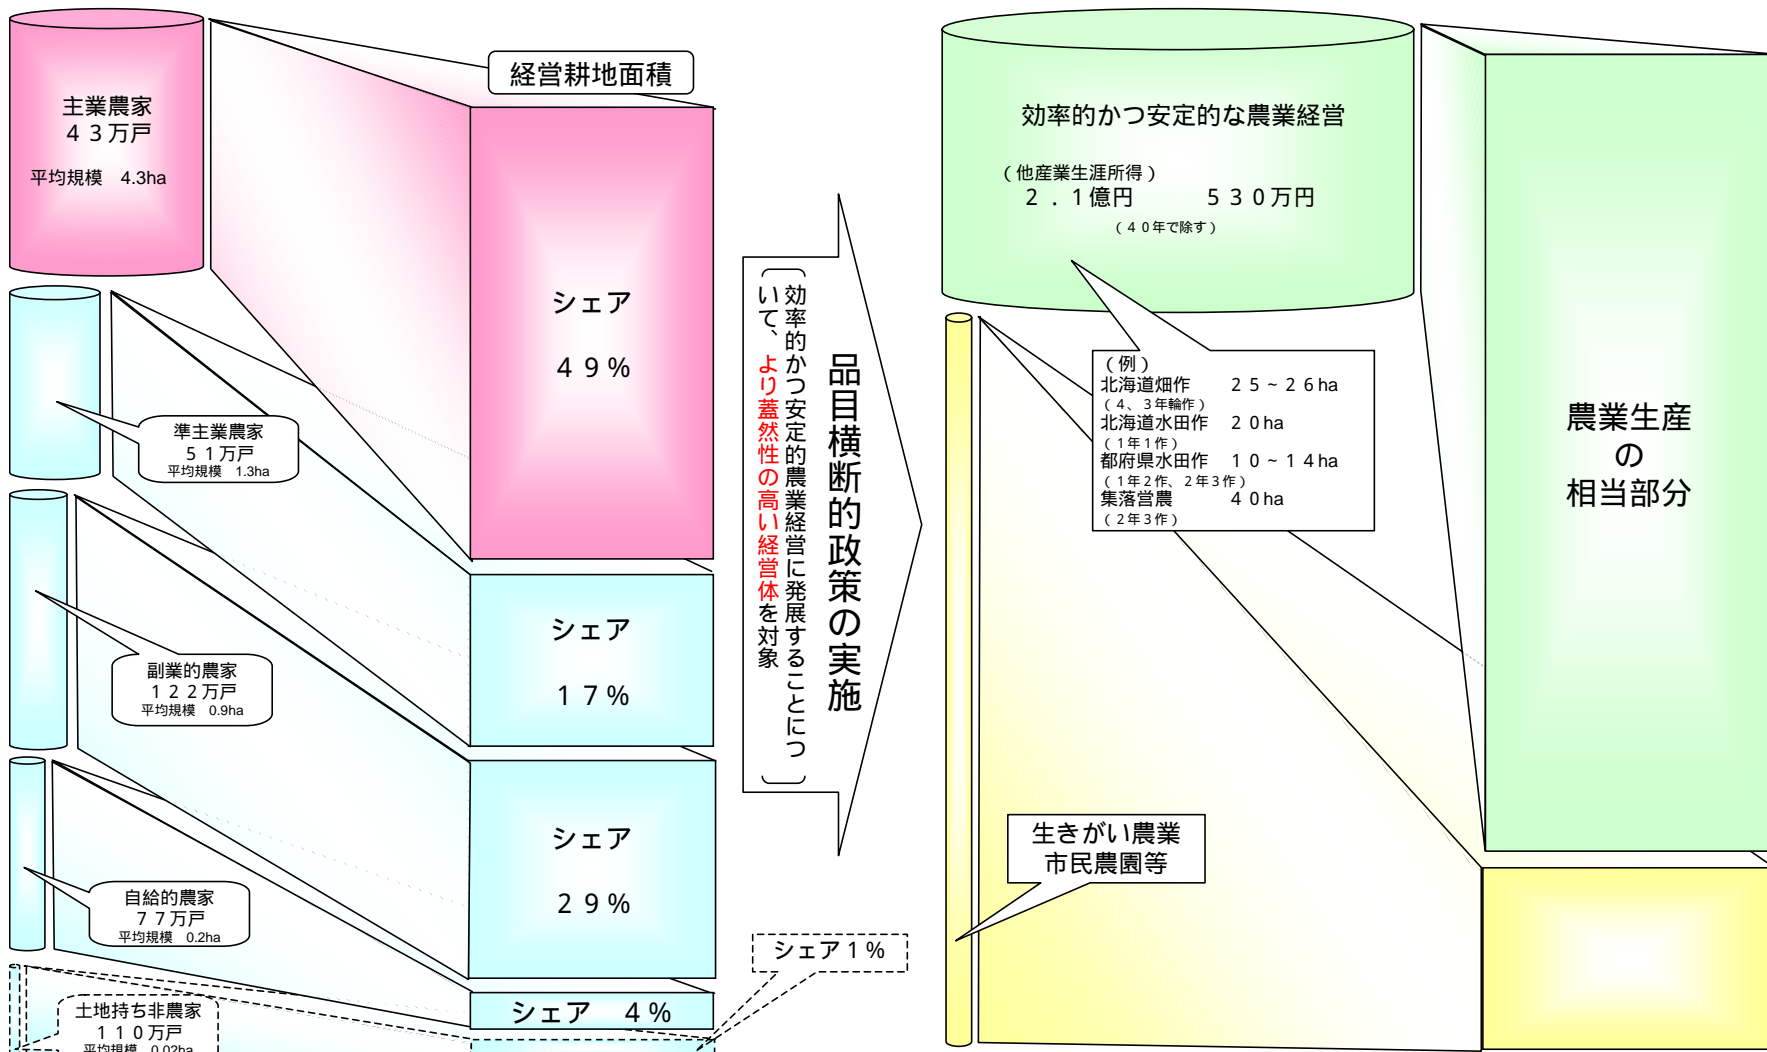 経営耕地面積
主業農家
４３万戸
平均規模　4.3ha
シェア
４９％
準主業農家
５１万戸
平均規模　1.3ha
シェア
１７％
副業的農家
１２２万戸
平均規模　0.9ha
シェア
２９％
自給的農家
７７万戸
平均規模　0.2ha
シェア　４％
土地持ち非農家
１１０万戸
平均規模　0.02ha
シェア１％
品目横断的政策の実施
効率的かつ安定的農業経営に発展することにつ
いて、より蓋然性の高い経営体を対象
効率的かつ安定的な農業経営
（他産業生涯所得）
２．１億円　　５３０万円
（４０年で除す）
（例）
北海道畑作　２５～２６ha
（４、３年輪作）
北海道水田作　２０ha
（１年１作）
都府県水田作　１０～１４ha
（１年２作、２年３作）
集落営農　４０ha
（２年３作）
農業生産
の
相当部分
生きがい農業
市民農園等